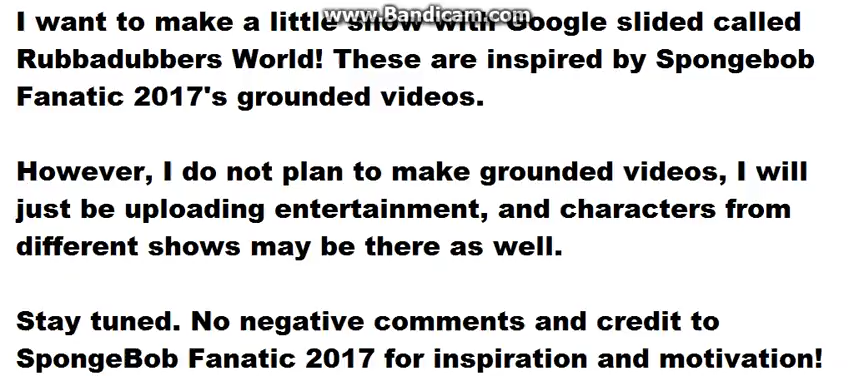 www.Bandicam.com
I want to make a little show with Google slided called
Rubbadubbers World! These are inspired by Spongebob
Fanatic 2017's grounded videos.
However, I do not plan to make grounded videos, I will
just be uploading entertainment, and characters from
different shows may be there as well.
Stay tuned. No negative comments and credit to
SpongeBob Fanatic 2017 for inspiration and motivation!